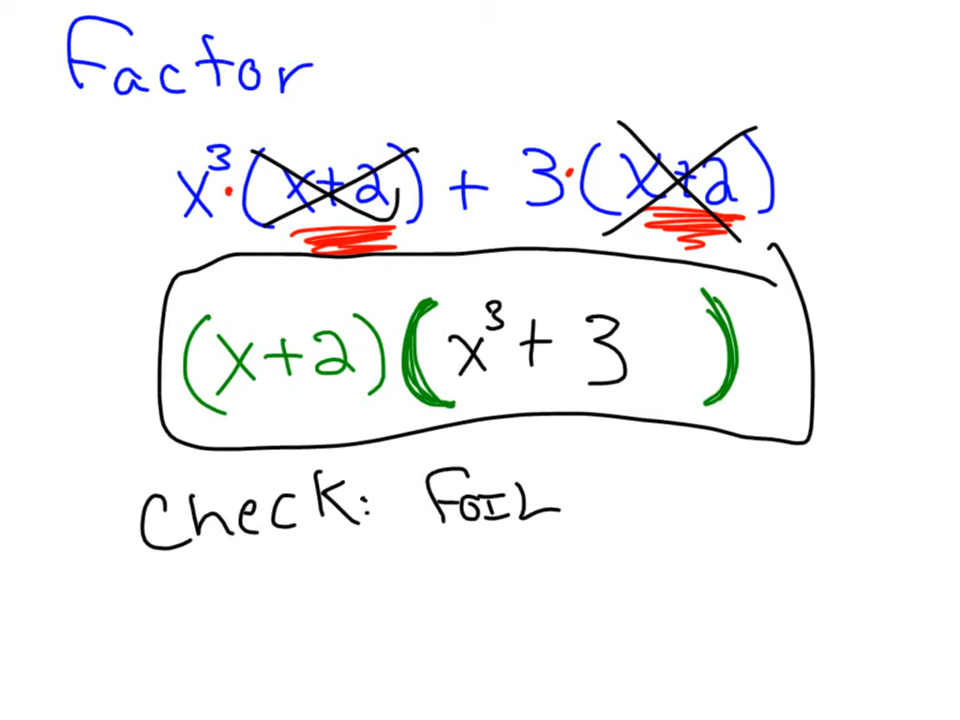 Factor
x³·(x+2) + 3·(x+2)
(x+2)(x³+3)
Check: FOIL